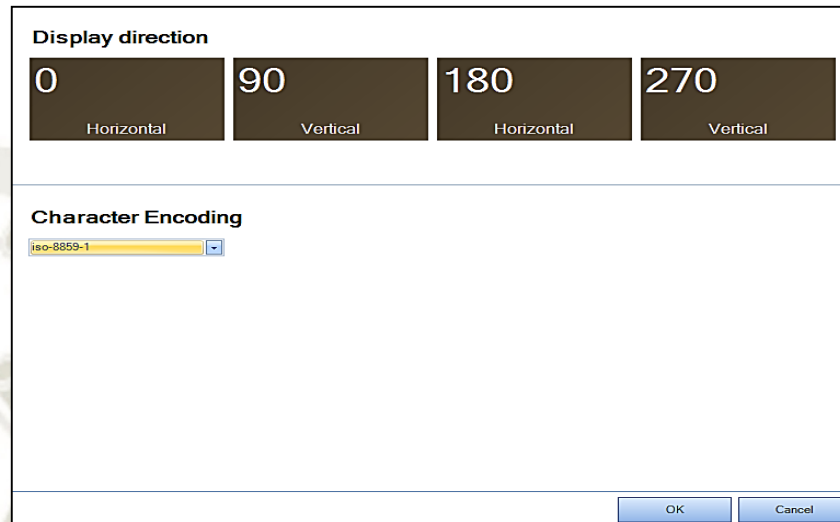 Display direction
0 90 180 270
Horizontal Vertical Horizontal Vertical
Character Encoding
iso-8859-1
OK Cancel